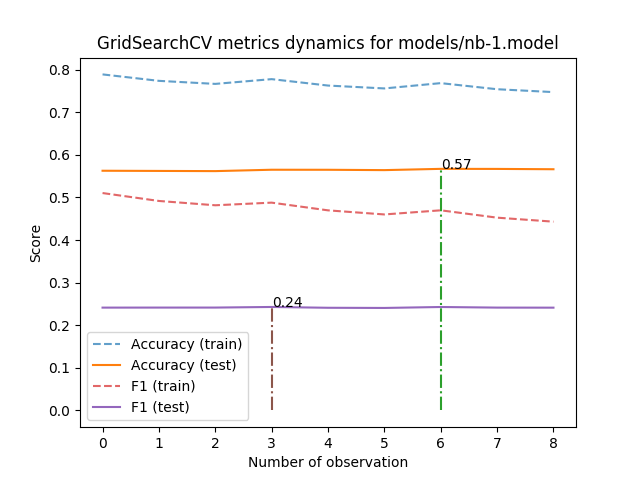 GridSearchCV metrics dynamics for models/nb-1.model
Score
0.8
0.7
0.6
0.5
0.4
0.3
0.2
0.1
0.0
0.57
0.24
Accuracy (train)
Accuracy (test)
F1 (train)
F1 (test)
0 1 2 3 4 5 6 7 8
Number of observation